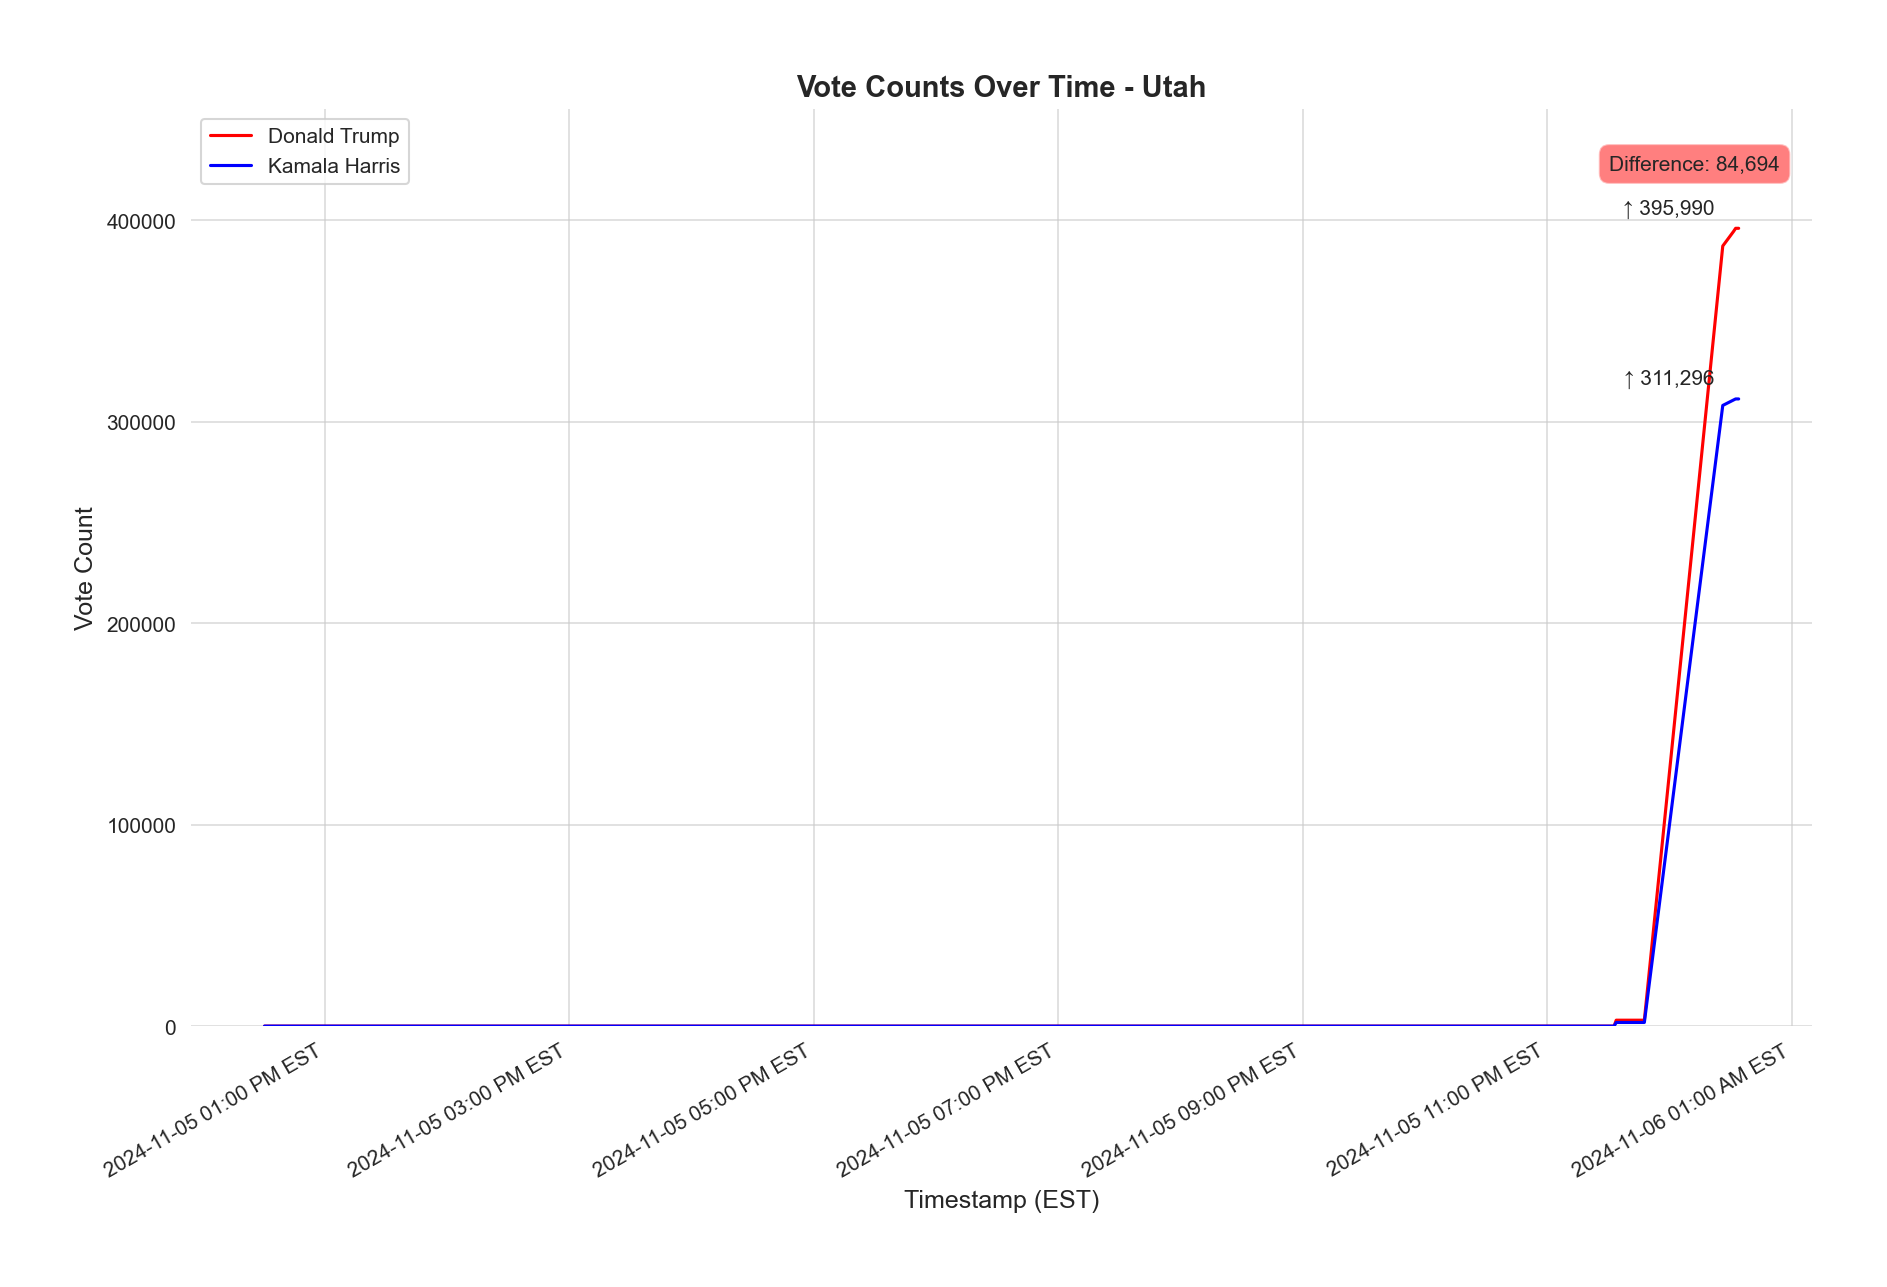 Vote Counts Over Time - Utah
Donald Trump
Kamala Harris
Difference: 84,694
↑ 395,990
↑ 311,296
Vote Count
400000
300000
200000
100000
0
2024-11-05 01:00 PM EST
2024-11-05 03:00 PM EST
2024-11-05 05:00 PM EST
2024-11-05 07:00 PM EST
2024-11-05 09:00 PM EST
2024-11-05 11:00 PM EST
2024-11-06 01:00 AM EST
Timestamp (EST)